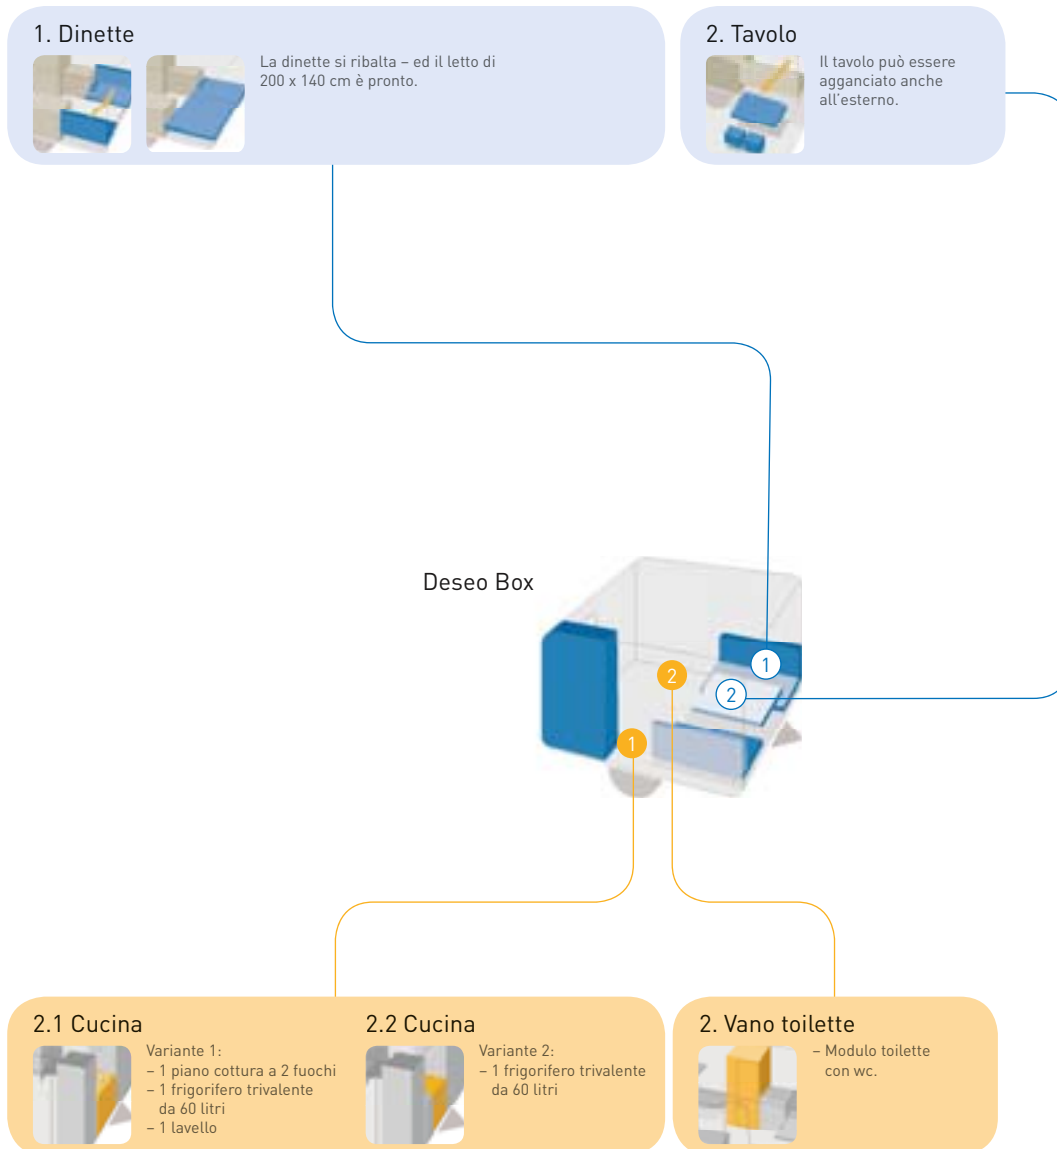 1. Dinette
La dinette si ribalta – ed il letto di
200 x 140 cm è pronto.
2. Tavolo
Il tavolo può essere
agganciato anche
all'esterno.
Deseo Box
1
2
2
1
2.1 Cucina
Variante 1:
– 1 piano cottura a 2 fuochi
– 1 frigorifero trivalente
da 60 litri
– 1 lavello
2.2 Cucina
Variante 2:
– 1 frigorifero trivalente
da 60 litri
2. Vano toilette
– Modulo toilette
con wc.